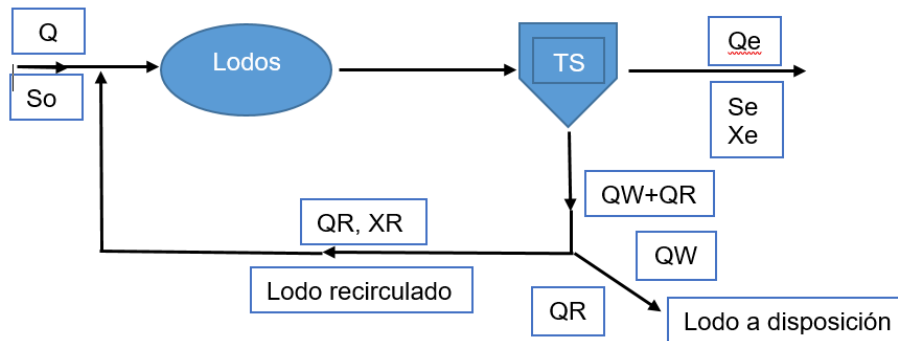 Q
So
Lodos
TS
Qe
Se
Xe
QW+QR
QR, XR
Lodo recirculado
QW
QR
Lodo a disposición